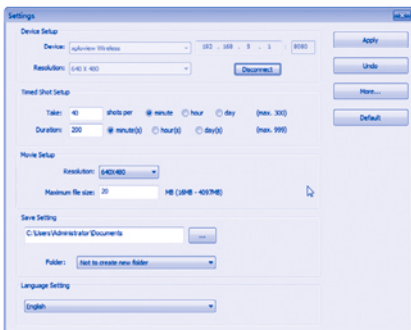 Settings
Device Setup
Device: xploview Wireless 192 . 168 . 5 . 1 : 8080
Resolution: 640 X 480 Disconnect
Timed Shot Setup
Take: 40 shots per minute hour day (max. 300)
Duration: 200 minute(s) hour(s) day(s) (max. 999)
Movie Setup
Resolution: 640X480
Maximum file size: 20 MB (16MB - 4097MB)
Save Setting
C:\Users\Administrator\Documents ...
Folder: Not to create new folder
Language Setting
English
Apply
Undo
More...
Default